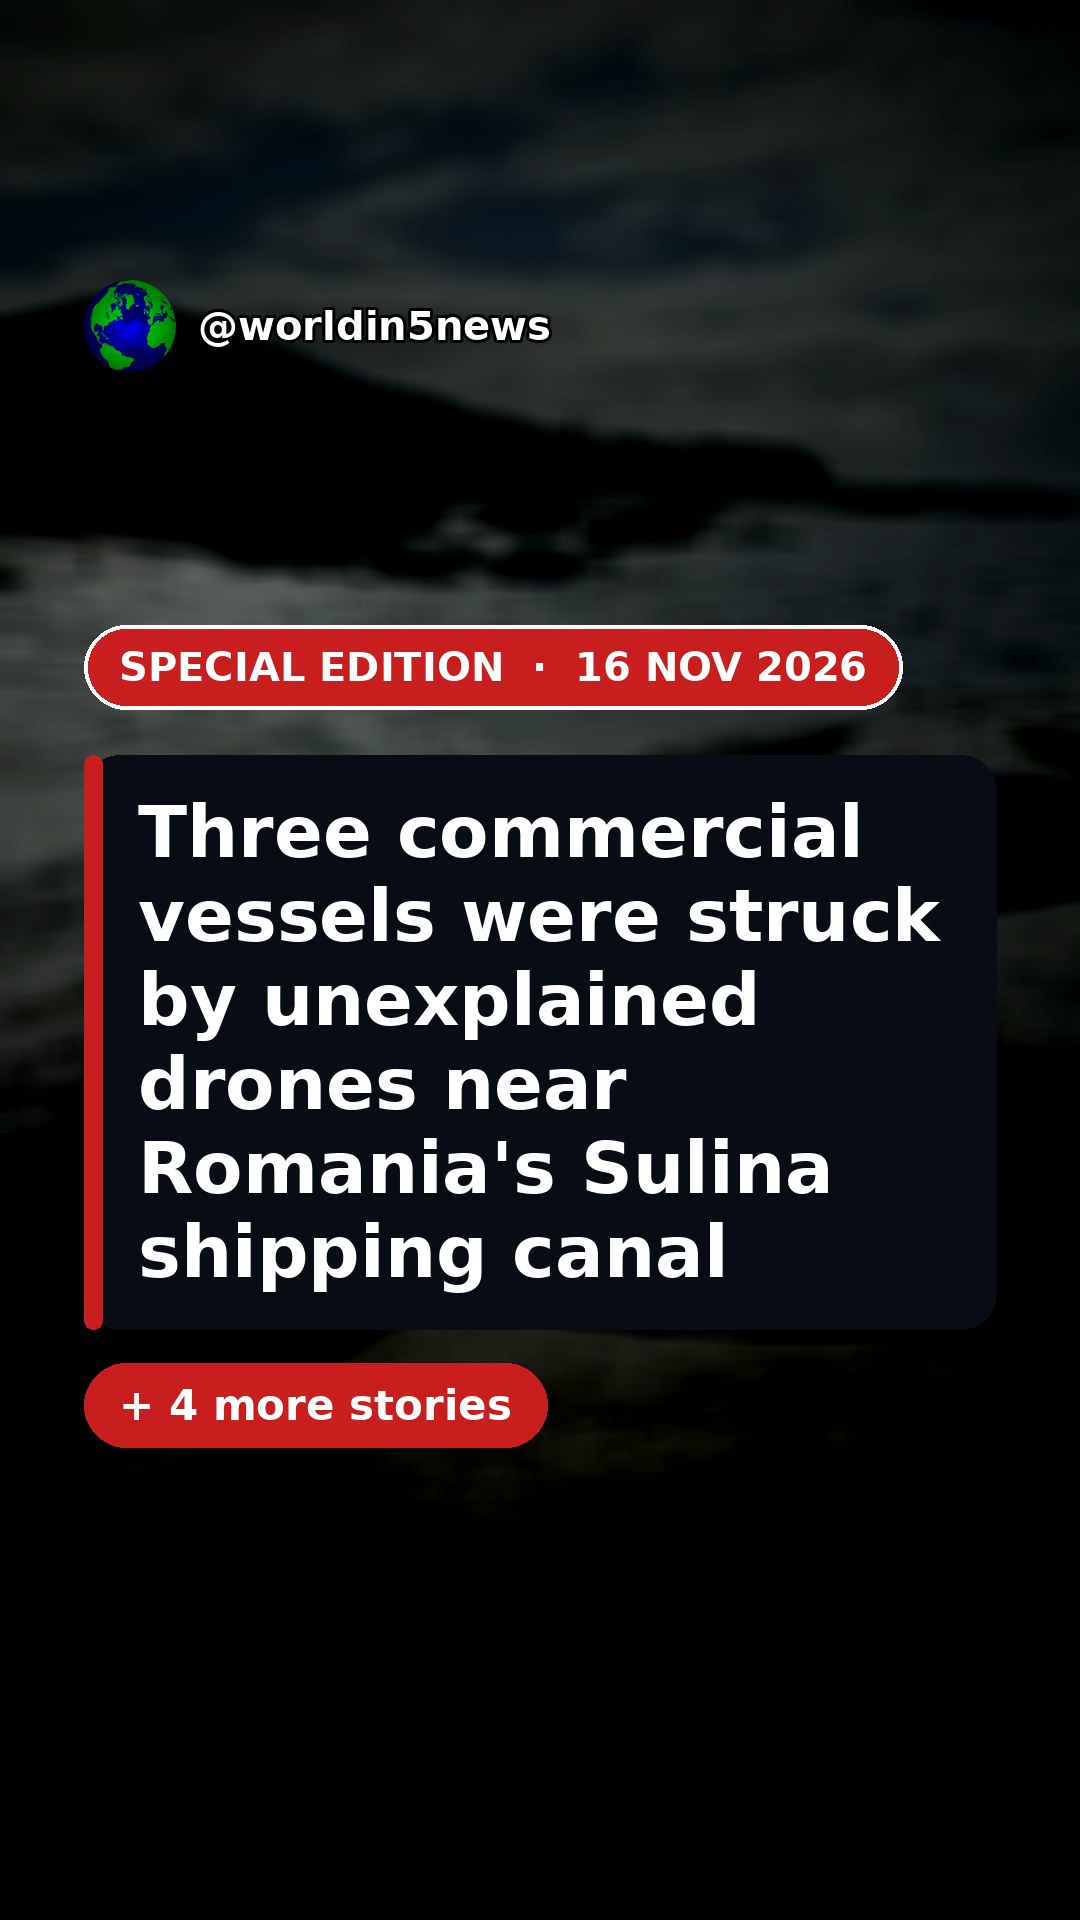 @worldin5news
SPECIAL EDITION · 16 NOV 2026
Three commercial
vessels were struck
by unexplained
drones near
Romania's Sulina
shipping canal
+ 4 more stories